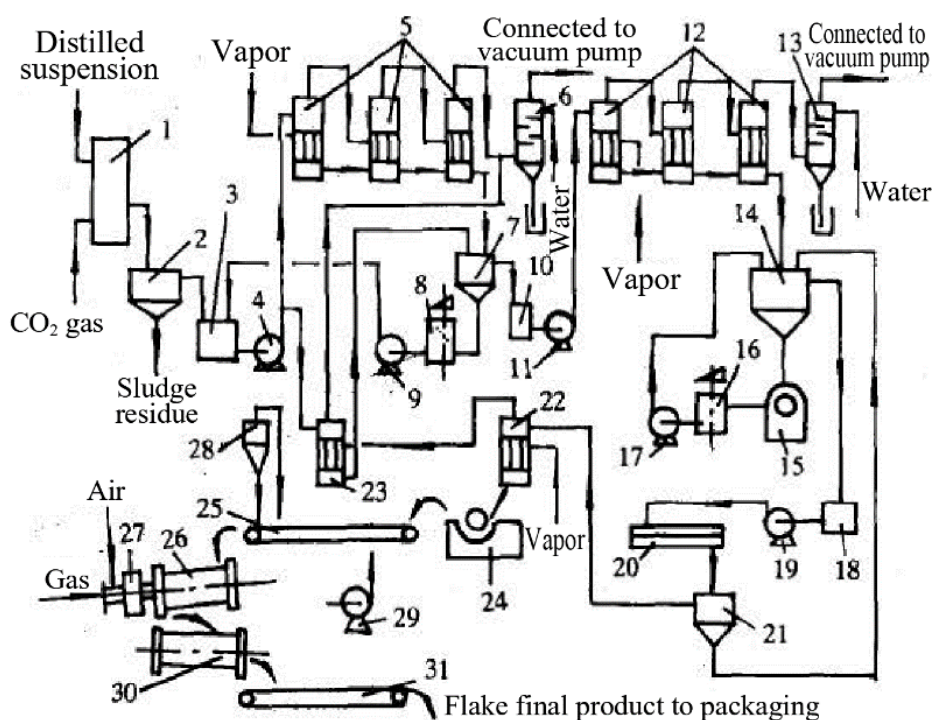 Distilled
suspension
Vapor
5
Connected to
vacuum pump
12
13
Connected to
vacuum pump
1
6
3
2
4
7
8
10
Water
14
Water
Vapor
CO₂ gas
Sludge
residue
9
11
16
17
15
28
23
22
Vapor
25
24
Air
27
26
Gas
29
20
19
18
21
30
31
Flake final product to packaging